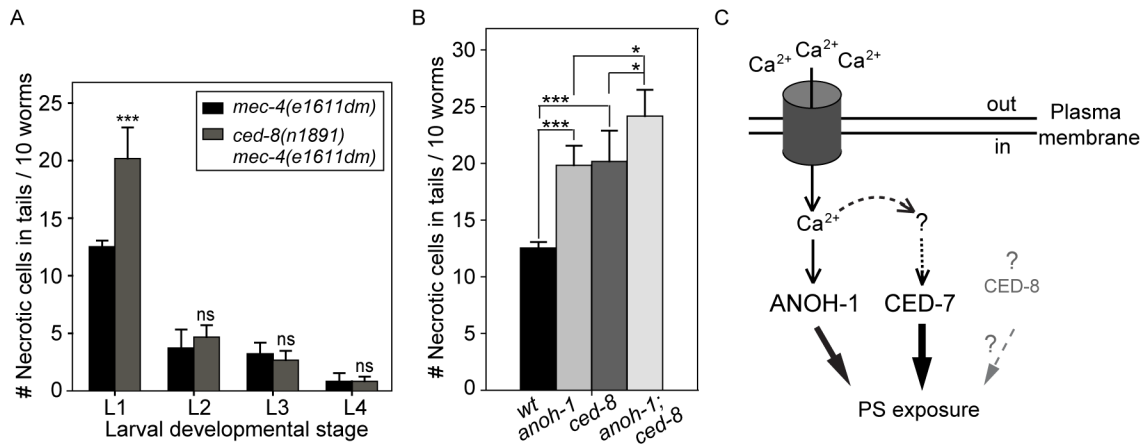 A
# Necrotic cells in tails / 10 worms
25
20
15
10
5
0
mec-4(e1611dm)
ced-8(n1891)
mec-4(e1611dm)
***
ns
ns
ns
L1 L2 L3 L4
Larval developmental stage
B
# Necrotic cells in tails / 10 worms
30
25
20
15
10
5
0
*
*
***
***
wt
anoh-1
ced-8
anoh-1;
ced-8
C
Ca2+ Ca2+ Ca2+
out
in
Plasma
membrane
Ca2+
?
?
CED-8
ANOH-1 CED-7
?
PS exposure